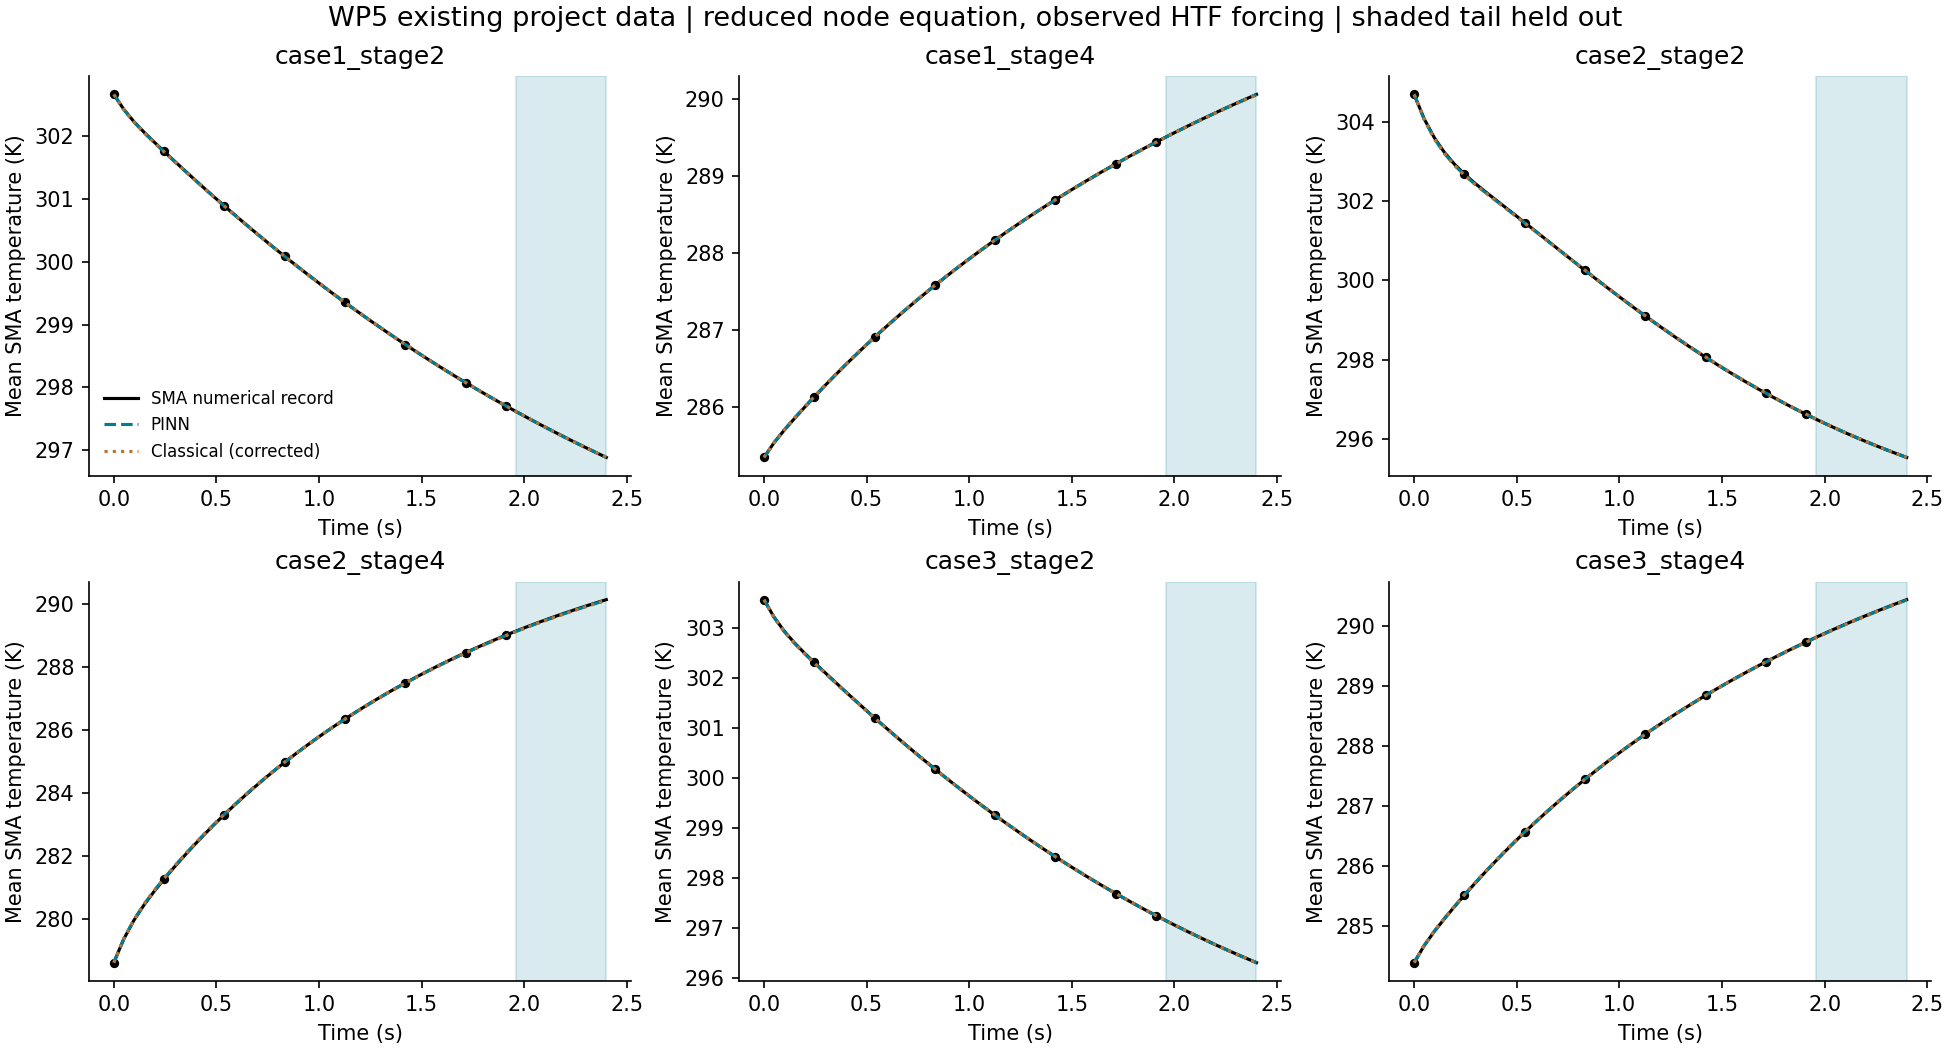 WP5 existing project data | reduced node equation, observed HTF forcing | shaded tail held out
case1_stage2
Mean SMA temperature (K)
302
301
300
299
298
297
SMA numerical record
PINN
Classical (corrected)
0.0 0.5 1.0 1.5 2.0 2.5
Time (s)
case1_stage4
Mean SMA temperature (K)
290
289
288
287
286
0.0 0.5 1.0 1.5 2.0 2.5
Time (s)
case2_stage2
Mean SMA temperature (K)
304
302
300
298
296
0.0 0.5 1.0 1.5 2.0 2.5
Time (s)
case2_stage4
Mean SMA temperature (K)
290
288
286
284
282
280
0.0 0.5 1.0 1.5 2.0 2.5
Time (s)
case3_stage2
Mean SMA temperature (K)
303
302
301
300
299
298
297
296
0.0 0.5 1.0 1.5 2.0 2.5
Time (s)
case3_stage4
Mean SMA temperature (K)
290
289
288
287
286
285
0.0 0.5 1.0 1.5 2.0 2.5
Time (s)